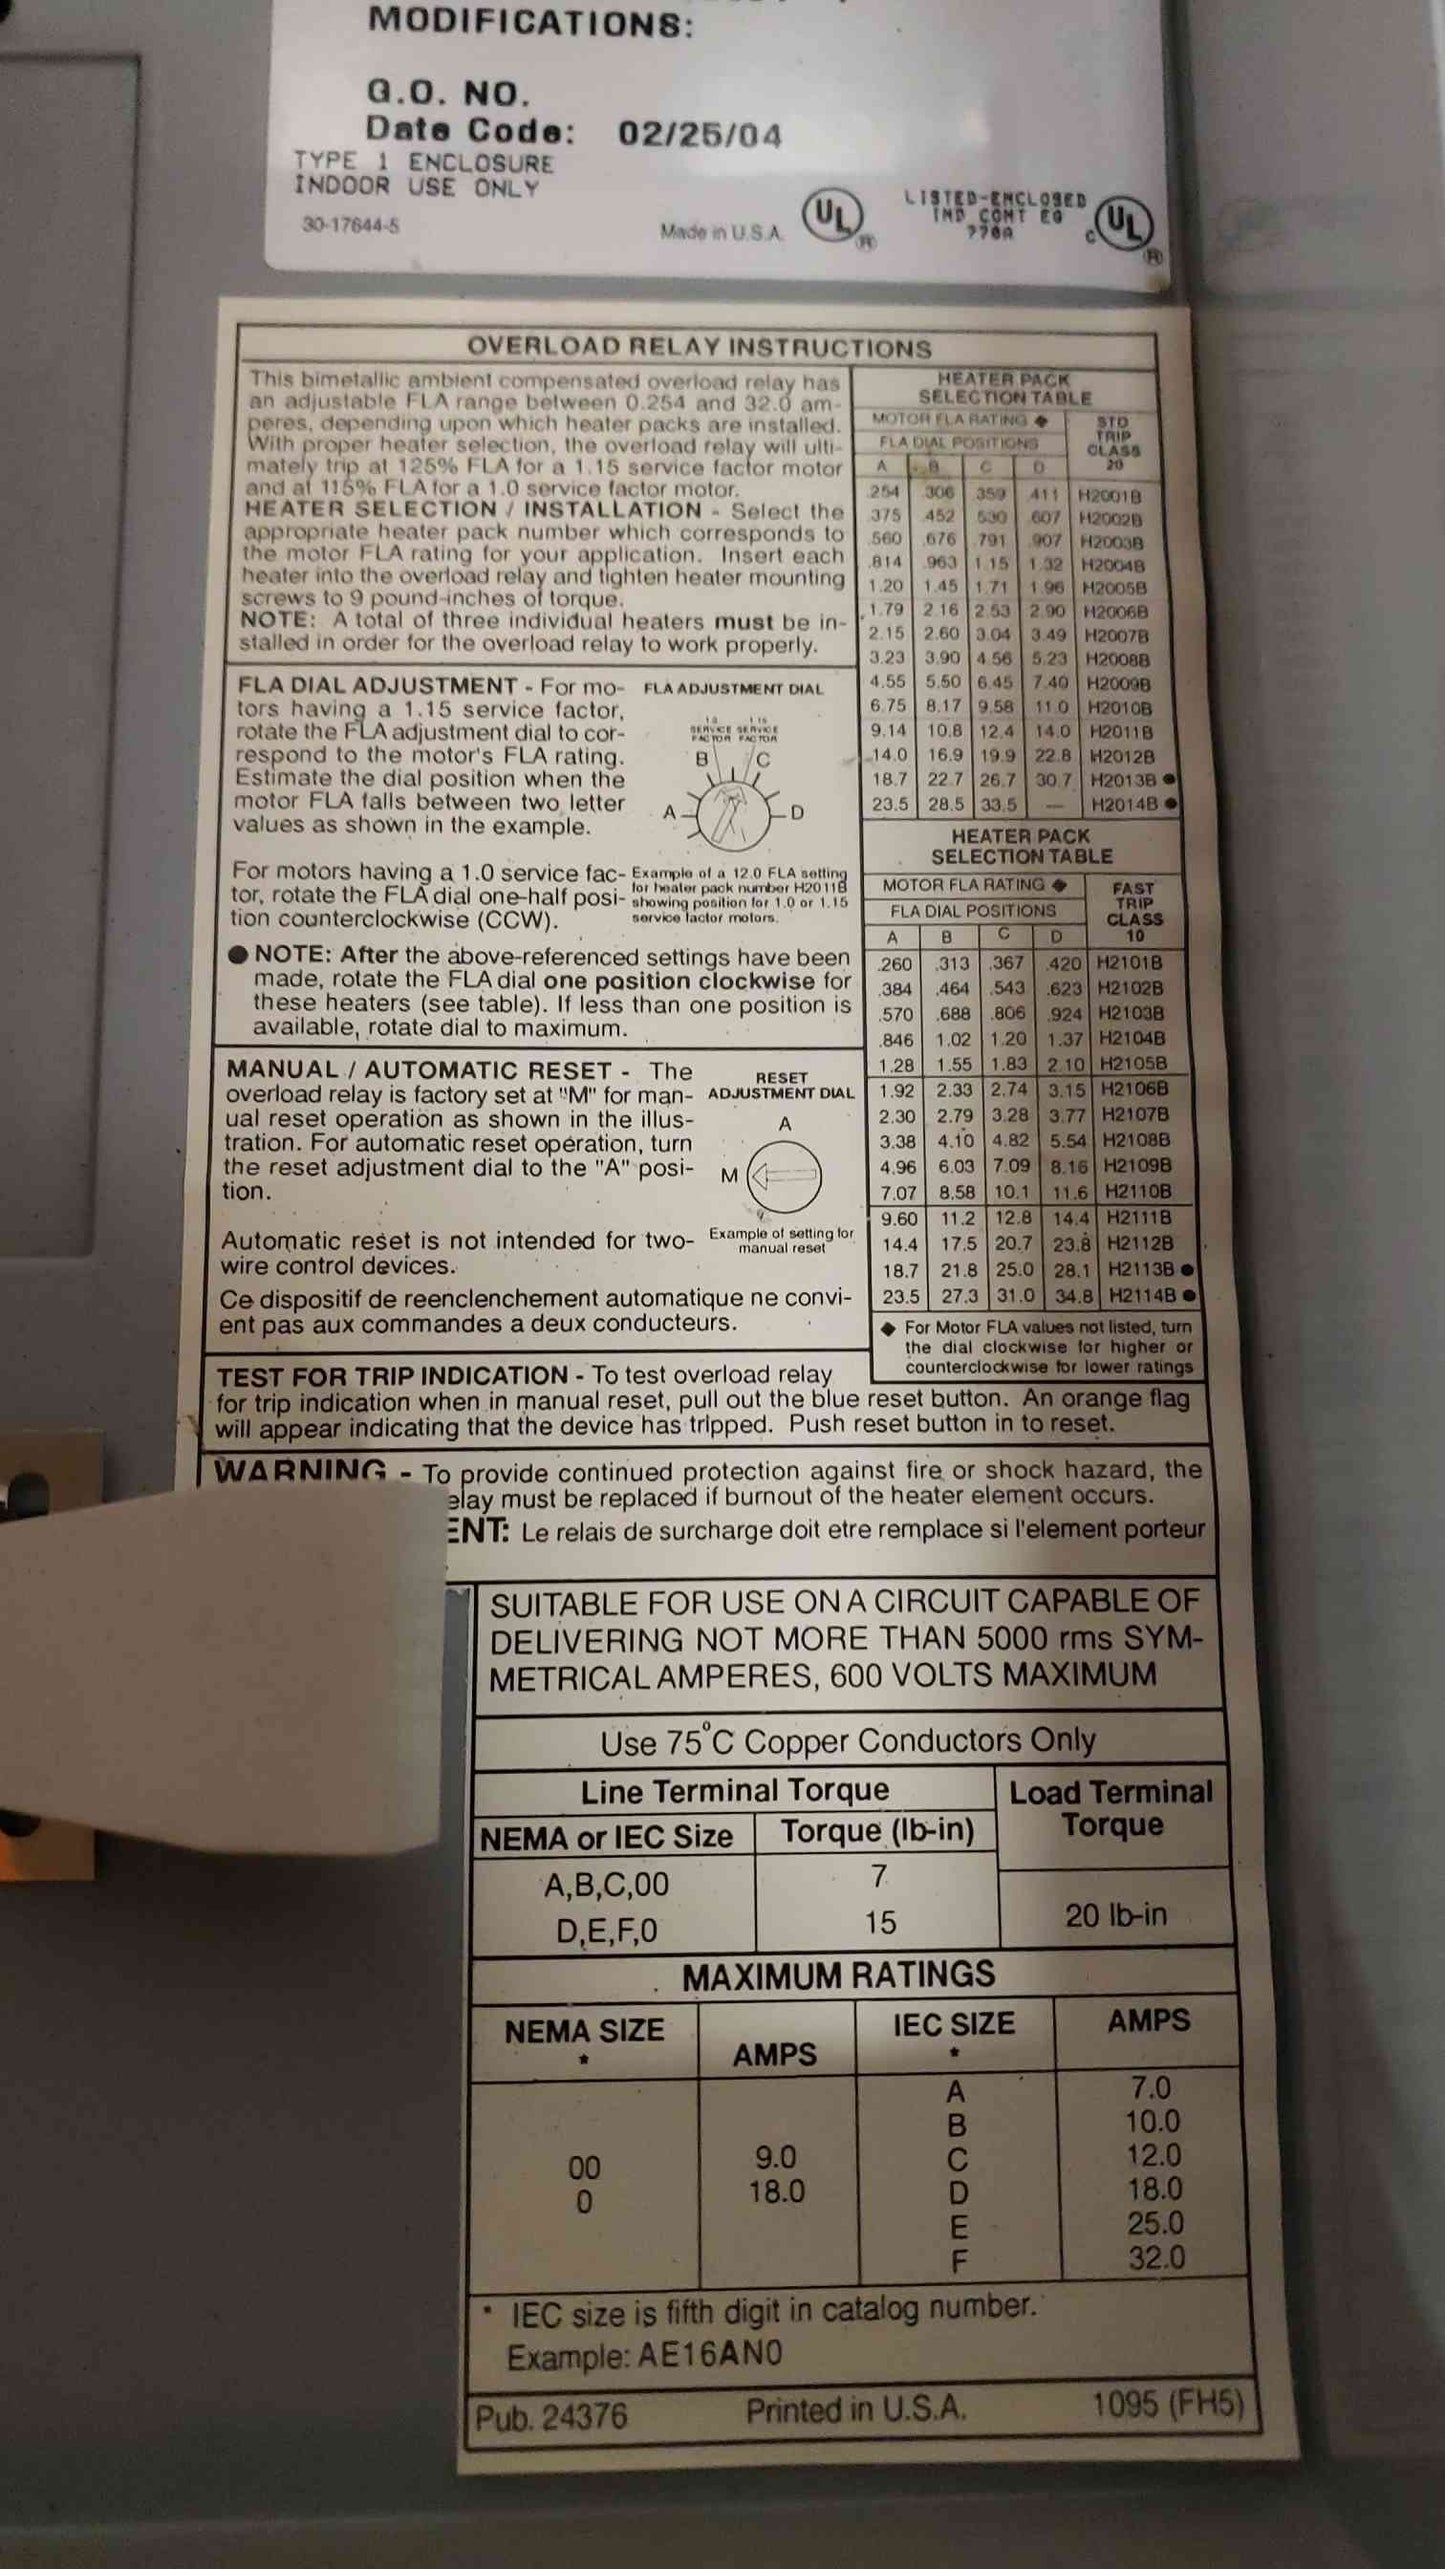 MODIFICATIONS:
G.O. NO.
Date Code: 02/25/04
TYPE 1 ENCLOSURE
INDOOR USE ONLY
30-17644-5
Made in U.S.A.
UL
®
LISTED-ENCLOSED
IND CONT EQ
770A
C UL
®
OVERLOAD RELAY INSTRUCTIONS
This bimetallic ambient compensated overload relay has
an adjustable FLA range between 0.254 and 32.0 am-
peres, depending upon which heater packs are installed.
With proper heater selection, the overload relay will ulti-
mately trip at 125% FLA for a 1.15 service factor motor
and at 115% FLA for a 1.0 service factor motor.
HEATER SELECTION / INSTALLATION - Select the
appropriate heater pack number which corresponds to
the motor FLA rating for your application. Insert each
heater into the overload relay and tighten heater mounting
screws to 9 pound-inches of torque.
NOTE: A total of three individual heaters must be in-
stalled in order for the overload relay to work properly.
FLA DIAL ADJUSTMENT - For mo-
tors having a 1.15 service factor,
rotate the FLA adjustment dial to cor-
respond to the motor's FLA rating.
Estimate the dial position when the
motor FLA falls between two letter
values as shown in the example.
For motors having a 1.0 service fac-
tor, rotate the FLA dial one-half posi-
tion counterclockwise (CCW).
FLA ADJUSTMENT DIAL
1.0 1.15
SERVICE SERVICE
FACTOR FACTOR
B C
A D
Example of a 12.0 FLA setting
for heater pack number H2011B
showing position for 1.0 or 1.15
service factor motors.
● NOTE: After the above-referenced settings have been
made, rotate the FLA dial one position clockwise for
these heaters (see table). If less than one position is
available, rotate dial to maximum.
MANUAL / AUTOMATIC RESET - The
overload relay is factory set at "M" for man-
ual reset operation as shown in the illus-
tration. For automatic reset operation, turn
the reset adjustment dial to the "A" posi-
tion.
RESET
ADJUSTMENT DIAL
A
M
Example of setting for
manual reset
Automatic reset is not intended for two-
wire control devices.
Ce dispositif de reenclenchement automatique ne convi-
ent pas aux commandes a deux conducteurs.
HEATER PACK
SELECTION TABLE
MOTOR FLA RATING ◆
FLA DIAL POSITIONS
STD
TRIP
CLASS
20
A B C D
.254 .306 .359 .411 H2001B
.375 .452 .530 .607 H2002B
.560 .676 .791 .907 H2003B
.814 .963 1.15 1.32 H2004B
1.20 1.45 1.71 1.96 H2005B
1.79 2.16 2.53 2.90 H2006B
2.15 2.60 3.04 3.49 H2007B
3.23 3.90 4.56 5.23 H2008B
4.55 5.50 6.45 7.40 H2009B
6.75 8.17 9.58 11.0 H2010B
9.14 10.8 12.4 14.0 H2011B
14.0 16.9 19.9 22.8 H2012B
18.7 22.7 26.7 30.7 H2013B ●
23.5 28.5 33.5 — H2014B ●
HEATER PACK
SELECTION TABLE
MOTOR FLA RATING ◆
FLA DIAL POSITIONS
FAST
TRIP
CLASS
10
A B C D
.260 .313 .367 .420 H2101B
.384 .464 .543 .623 H2102B
.570 .688 .806 .924 H2103B
.846 1.02 1.20 1.37 H2104B
1.28 1.55 1.83 2.10 H2105B
1.92 2.33 2.74 3.15 H2106B
2.30 2.79 3.28 3.77 H2107B
3.38 4.10 4.82 5.54 H2108B
4.96 6.03 7.09 8.16 H2109B
7.07 8.58 10.1 11.6 H2110B
9.60 11.2 12.8 14.4 H2111B
14.4 17.5 20.7 23.8 H2112B
18.7 21.8 25.0 28.1 H2113B ●
23.5 27.3 31.0 34.8 H2114B ●
◆ For Motor FLA values not listed, turn
the dial clockwise for higher or
counterclockwise for lower ratings
TEST FOR TRIP INDICATION - To test overload relay
for trip indication when in manual reset, pull out the blue reset button. An orange flag
will appear indicating that the device has tripped. Push reset button in to reset.
WARNING - To provide continued protection against fire or shock hazard, the
elay must be replaced if burnout of the heater element occurs.
ENT: Le relais de surcharge doit etre remplace si l'element porteur
SUITABLE FOR USE ON A CIRCUIT CAPABLE OF
DELIVERING NOT MORE THAN 5000 rms SYM-
METRICAL AMPERES, 600 VOLTS MAXIMUM
Use 75°C Copper Conductors Only
Line Terminal Torque
Load Terminal
Torque
NEMA or IEC Size Torque (lb-in)
A,B,C,00 7
D,E,F,0 15
20 lb-in
MAXIMUM RATINGS
NEMA SIZE * AMPS IEC SIZE * AMPS
A 7.0
B 10.0
00 9.0 C 12.0
0 18.0 D 18.0
E 25.0
F 32.0
* IEC size is fifth digit in catalog number.
Example: AE16AN0
Pub. 24376 Printed in U.S.A. 1095 (FH5)